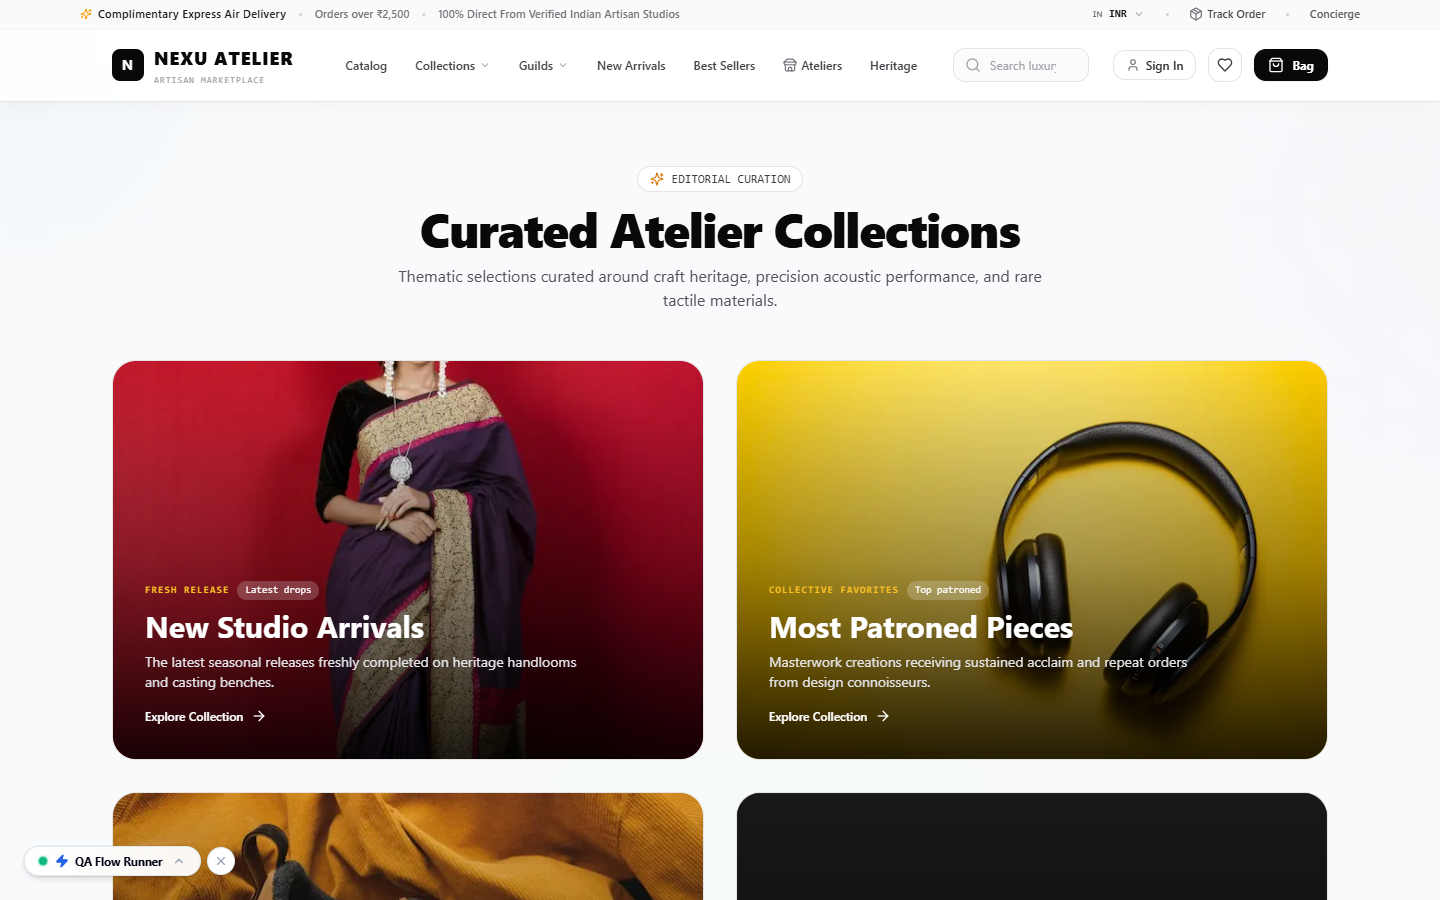 Complimentary Express Air Delivery • Orders over ₹2,500 • 100% Direct From Verified Indian Artisan Studios
IN INR • Track Order • Concierge
N NEXU ATELIER
ARTISAN MARKETPLACE
Catalog Collections Guilds New Arrivals Best Sellers Ateliers Heritage
Search luxur
Sign In
Bag
EDITORIAL CURATION
Curated Atelier Collections
Thematic selections curated around craft heritage, precision acoustic performance, and rare
tactile materials.
FRESH RELEASE Latest drops
New Studio Arrivals
The latest seasonal releases freshly completed on heritage handlooms
and casting benches.
Explore Collection
COLLECTIVE FAVORITES Top patroned
Most Patroned Pieces
Masterwork creations receiving sustained acclaim and repeat orders
from design connoisseurs.
Explore Collection
QA Flow Runner